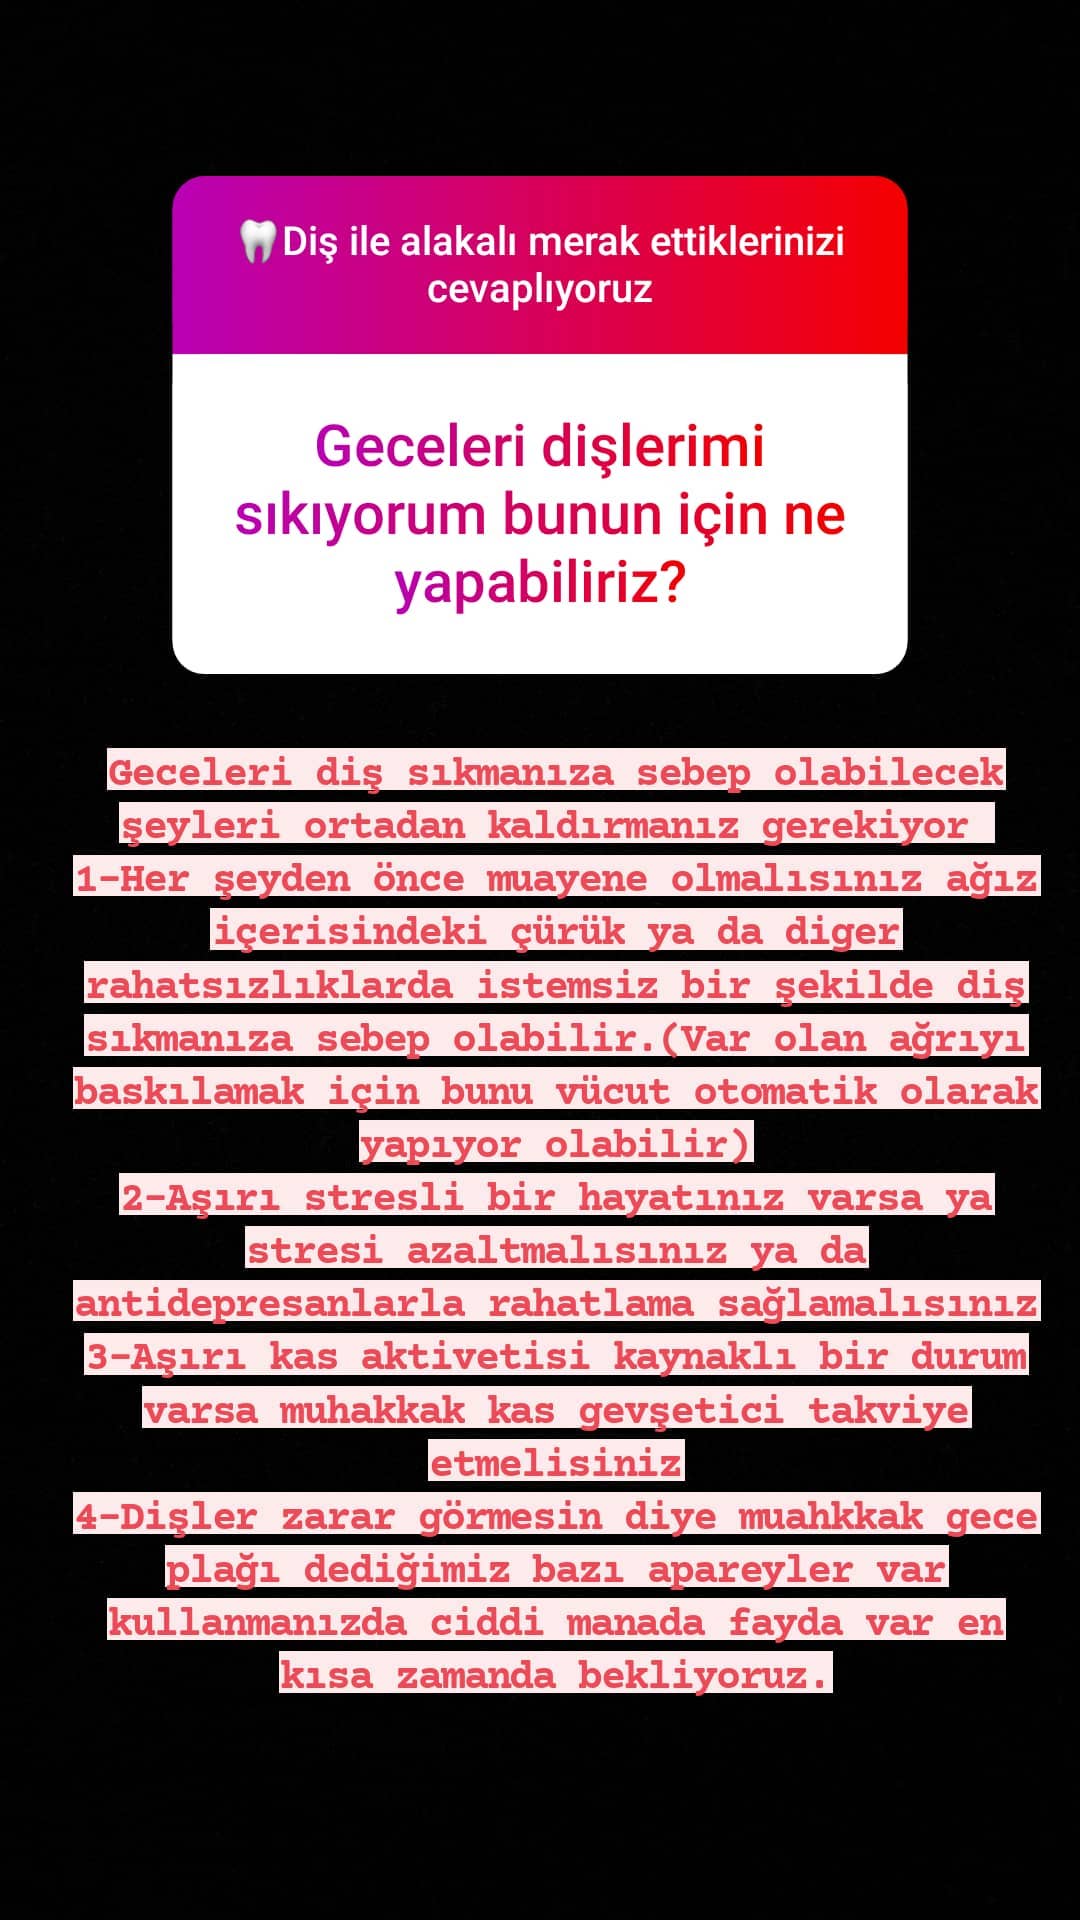 🦷Diş ile alakalı merak ettiklerinizi
cevaplıyoruz
Geceleri dişlerimi
sıkıyorum bunun için ne
yapabiliriz?
Geceleri diş sıkmanıza sebep olabilecek
şeyleri ortadan kaldırmanız gerekiyor
1-Her şeyden önce muayene olmalısınız ağız
içerisindeki çürük ya da diger
rahatsızlıklarda istemsiz bir şekilde diş
sıkmanıza sebep olabilir.(Var olan ağrıyı
baskılamak için bunu vücut otomatik olarak
yapıyor olabilir)
2-Aşırı stresli bir hayatınız varsa ya
stresi azaltmalısınız ya da
antidepresanlarla rahatlama sağlamalısınız
3-Aşırı kas aktivetisi kaynaklı bir durum
varsa muhakkak kas gevşetici takviye
etmelisiniz
4-Dişler zarar görmesin diye muahkkak gece
plağı dediğimiz bazı apareyler var
kullanmanızda ciddi manada fayda var en
kısa zamanda bekliyoruz.